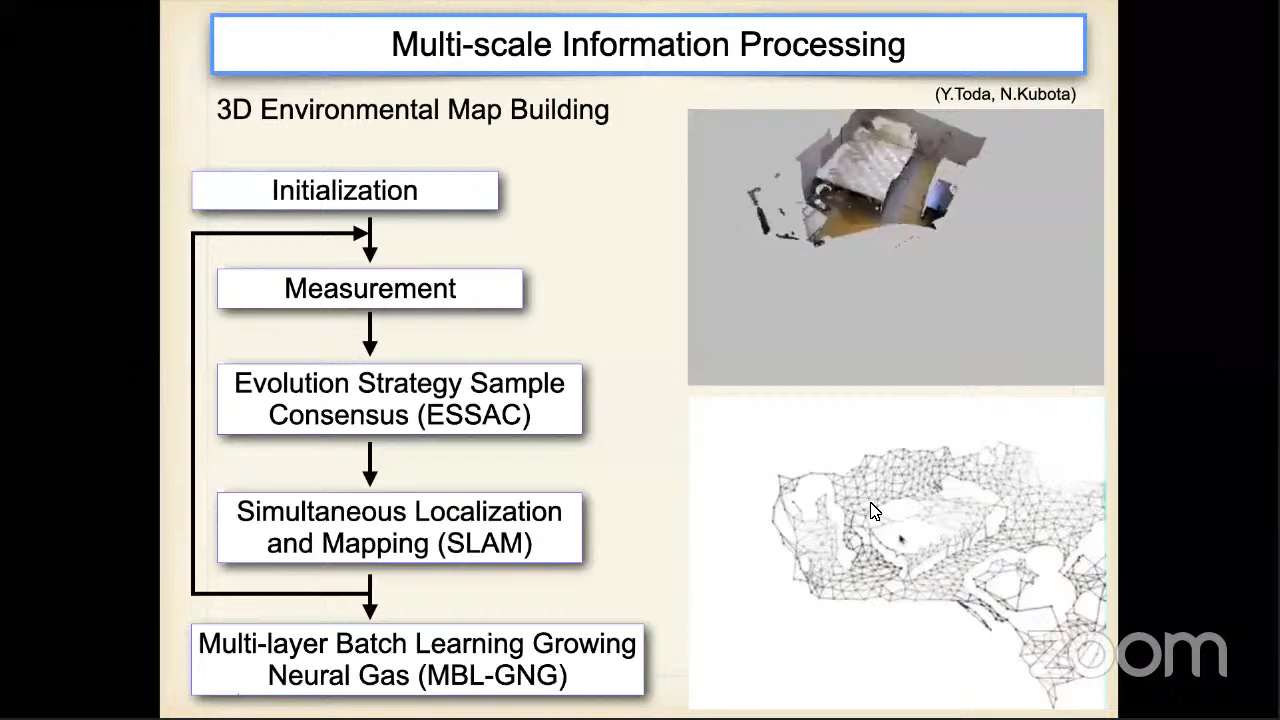 Multi-scale Information Processing
(Y.Toda, N.Kubota)
3D Environmental Map Building
Initialization
Measurement
Evolution Strategy Sample
Consensus (ESSAC)
Simultaneous Localization
and Mapping (SLAM)
Multi-layer Batch Learning Growing
Neural Gas (MBL-GNG)
zoom